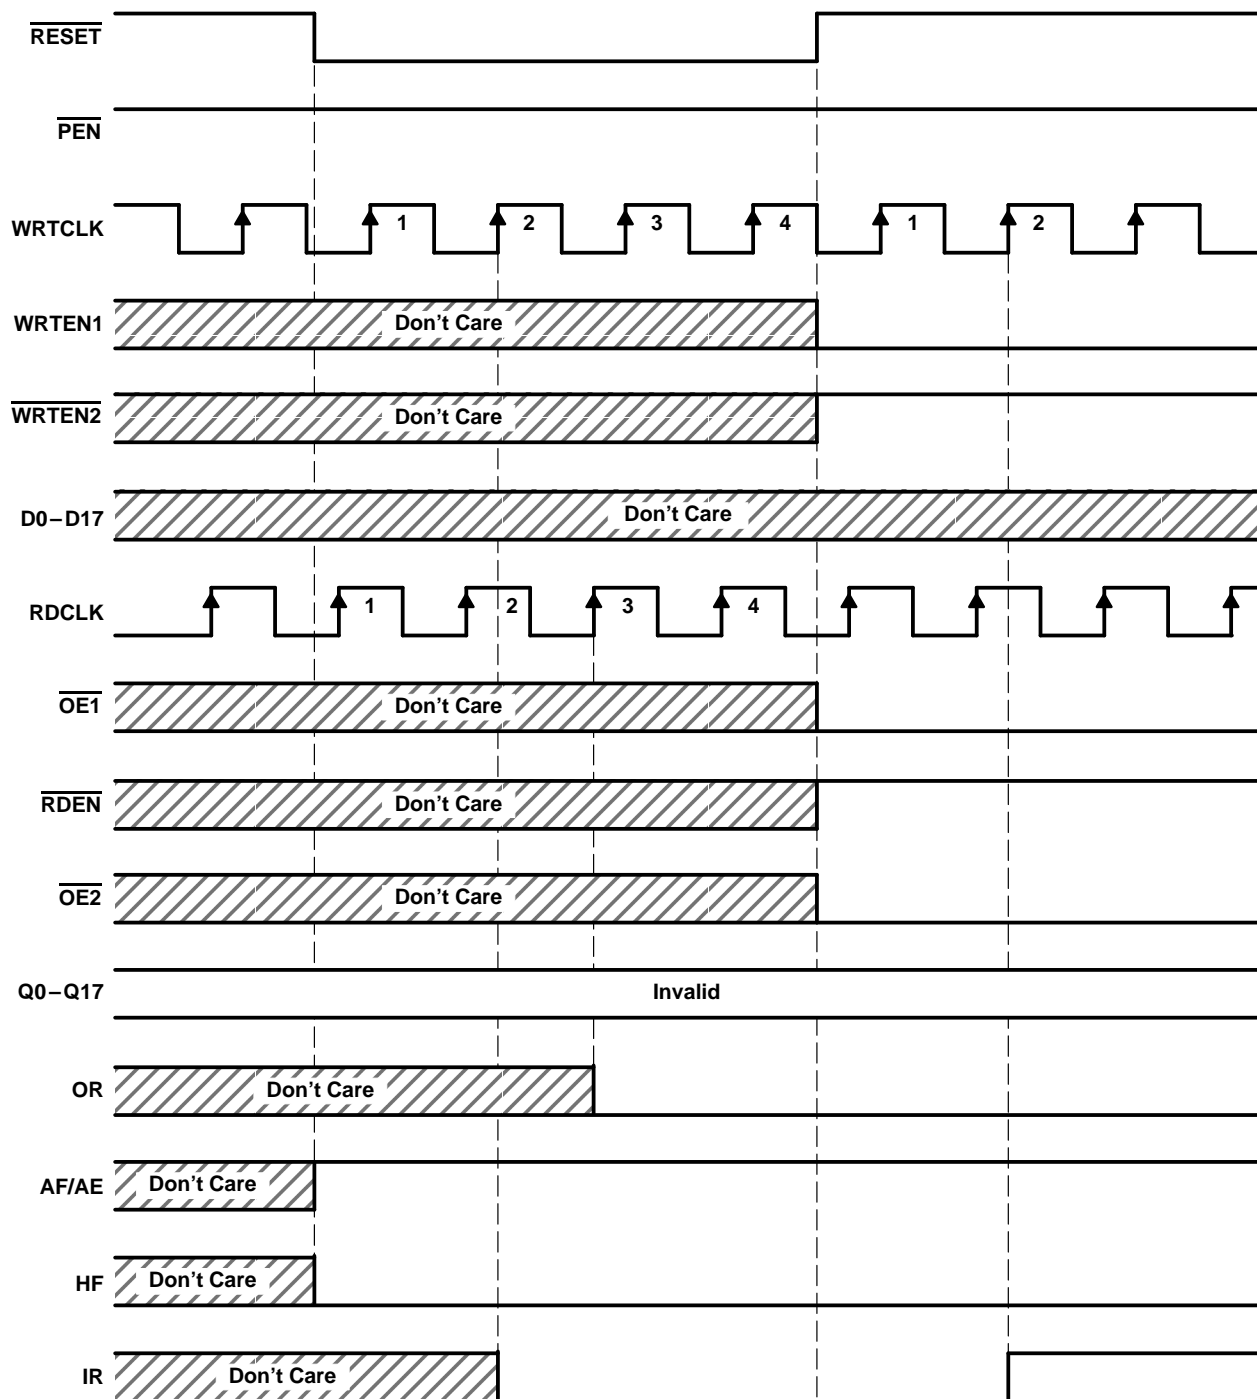 RESET
PEN
WRTCLK 1 2 3 4 1 2
WRTEN1 Don't Care
WRTEN2 Don't Care
D0–D17 Don't Care
RDCLK 1 2 3 4
OE1 Don't Care
RDEN Don't Care
OE2 Don't Care
Q0–Q17 Invalid
OR Don't Care
AF/AE Don't Care
HF Don't Care
IR Don't Care